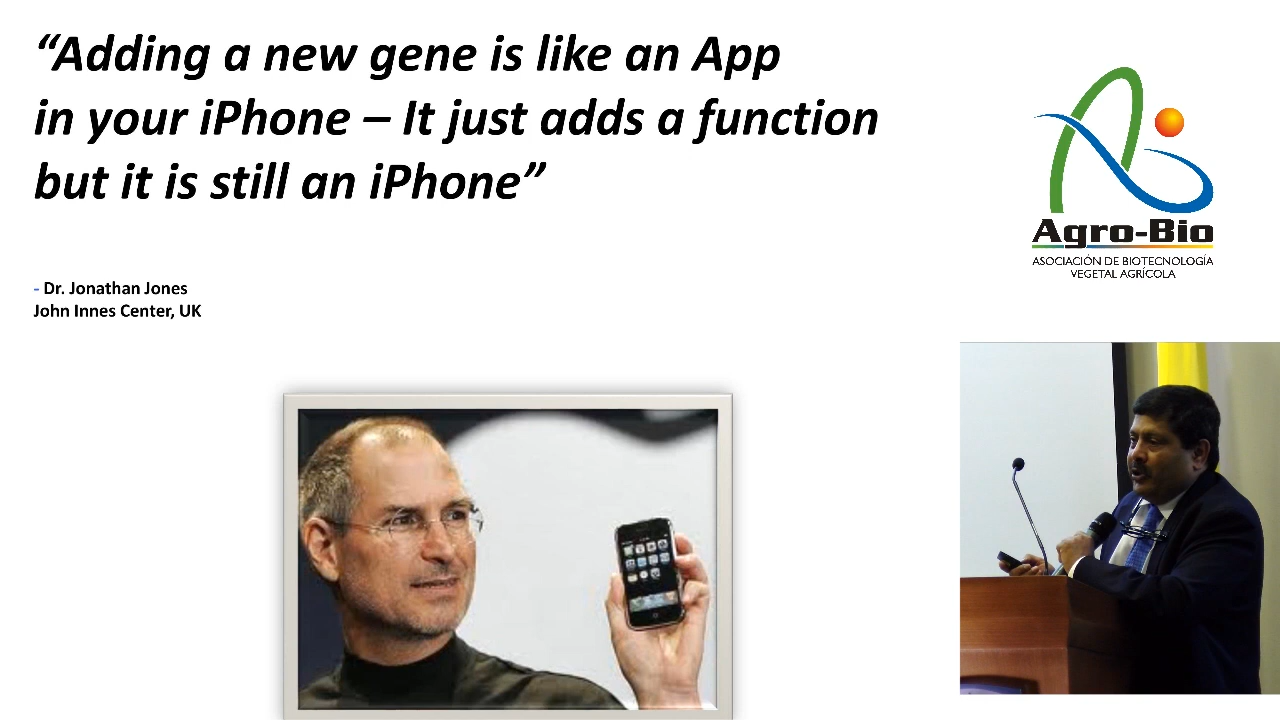 “Adding a new gene is like an App
in your iPhone – It just adds a function
but it is still an iPhone”
- Dr. Jonathan Jones
John Innes Center, UK
Agro-Bio
ASOCIACIÓN DE BIOTECNOLOGÍA
VEGETAL AGRÍCOLA